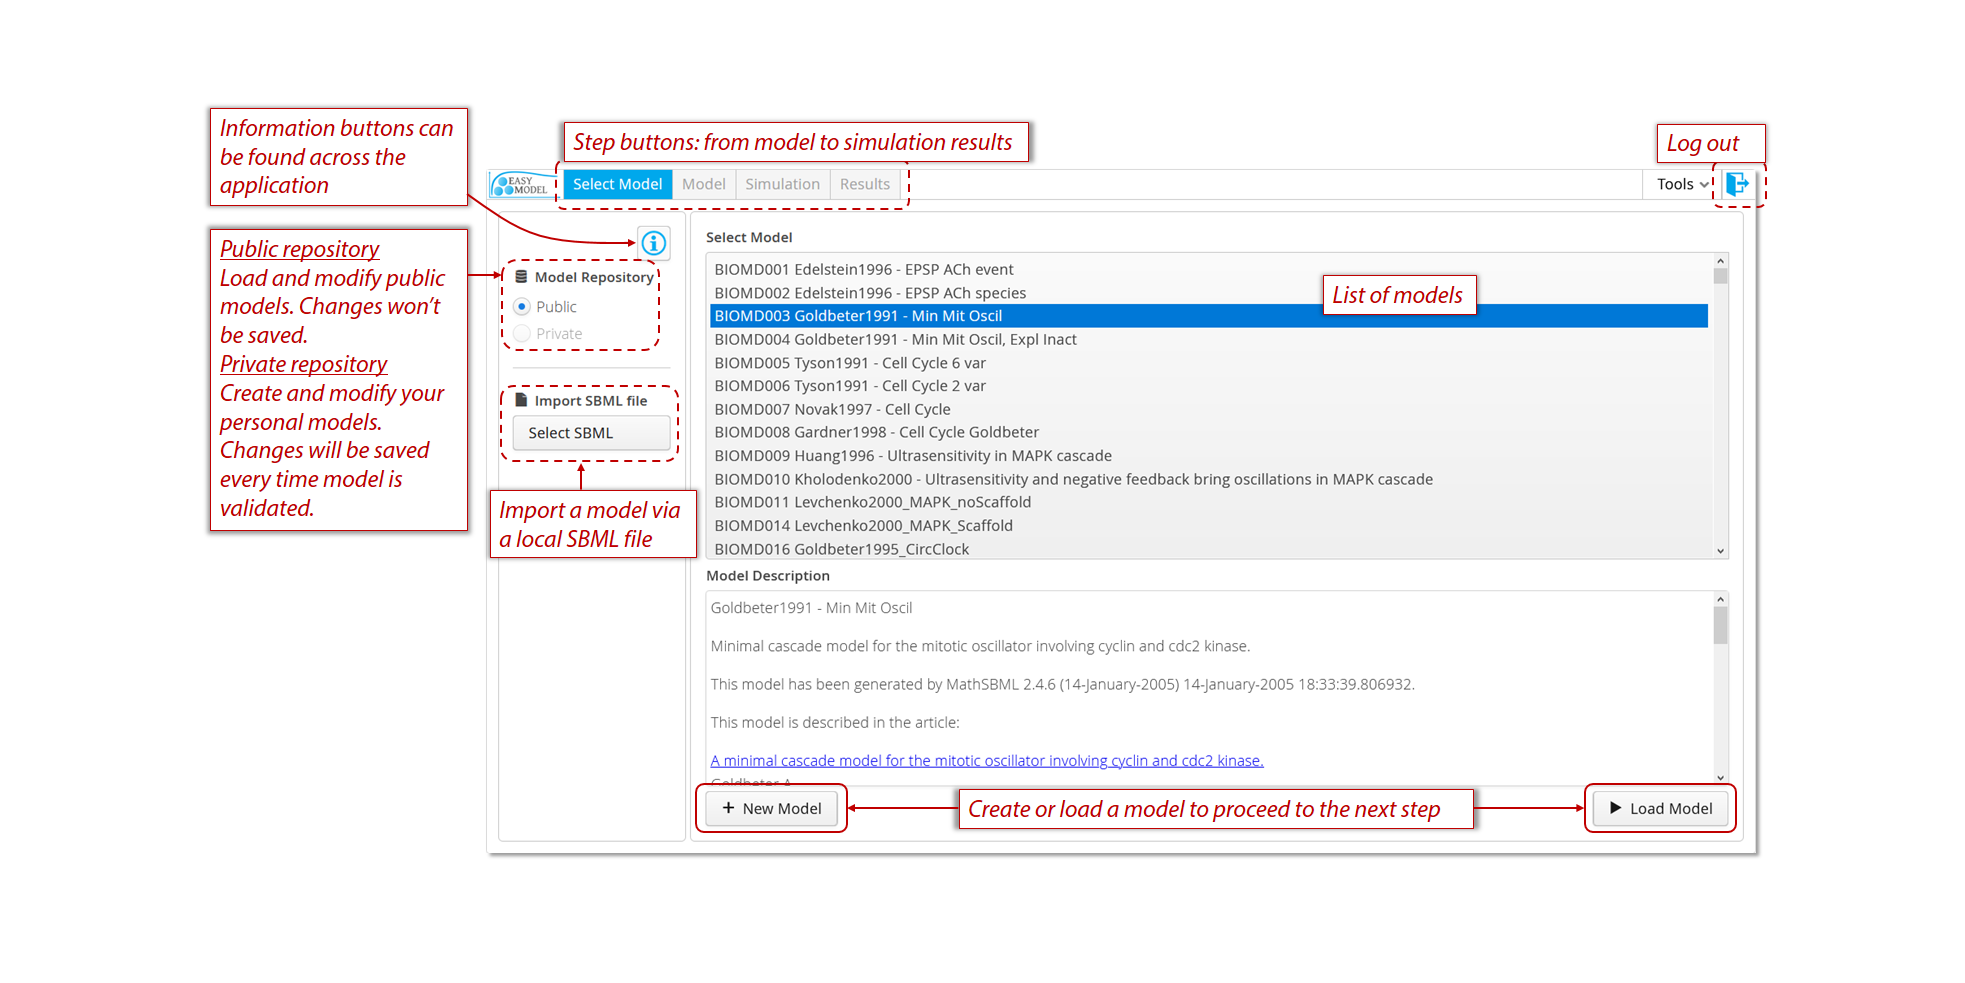 Information buttons can
be found across the
application
Step buttons: from model to simulation results
Log out
EASY
MODEL
Select Model
Model
Simulation
Results
Tools
Public repository
Load and modify public
models. Changes won't
be saved.
Private repository
Create and modify your
personal models.
Changes will be saved
every time model is
validated.
Model Repository
Public
Private
Import SBML file
Select SBML
Import a model via
a local SBML file
Select Model
List of models
BIOMD001 Edelstein1996 - EPSP ACh event
BIOMD002 Edelstein1996 - EPSP ACh species
BIOMD003 Goldbeter1991 - Min Mit Oscil
BIOMD004 Goldbeter1991 - Min Mit Oscil, Expl Inact
BIOMD005 Tyson1991 - Cell Cycle 6 var
BIOMD006 Tyson1991 - Cell Cycle 2 var
BIOMD007 Novak1997 - Cell Cycle
BIOMD008 Gardner1998 - Cell Cycle Goldbeter
BIOMD009 Huang1996 - Ultrasensitivity in MAPK cascade
BIOMD010 Kholodenko2000 - Ultrasensitivity and negative feedback bring oscillations in MAPK cascade
BIOMD011 Levchenko2000_MAPK_noScaffold
BIOMD014 Levchenko2000_MAPK_Scaffold
BIOMD016 Goldbeter1995_CircClock
Model Description
Goldbeter1991 - Min Mit Oscil
Minimal cascade model for the mitotic oscillator involving cyclin and cdc2 kinase.
This model has been generated by MathSBML 2.4.6 (14-January-2005) 14-January-2005 18:33:39.806932.
This model is described in the article:
A minimal cascade model for the mitotic oscillator involving cyclin and cdc2 kinase.
Goldbeter A
New Model
Create or load a model to proceed to the next step
Load Model